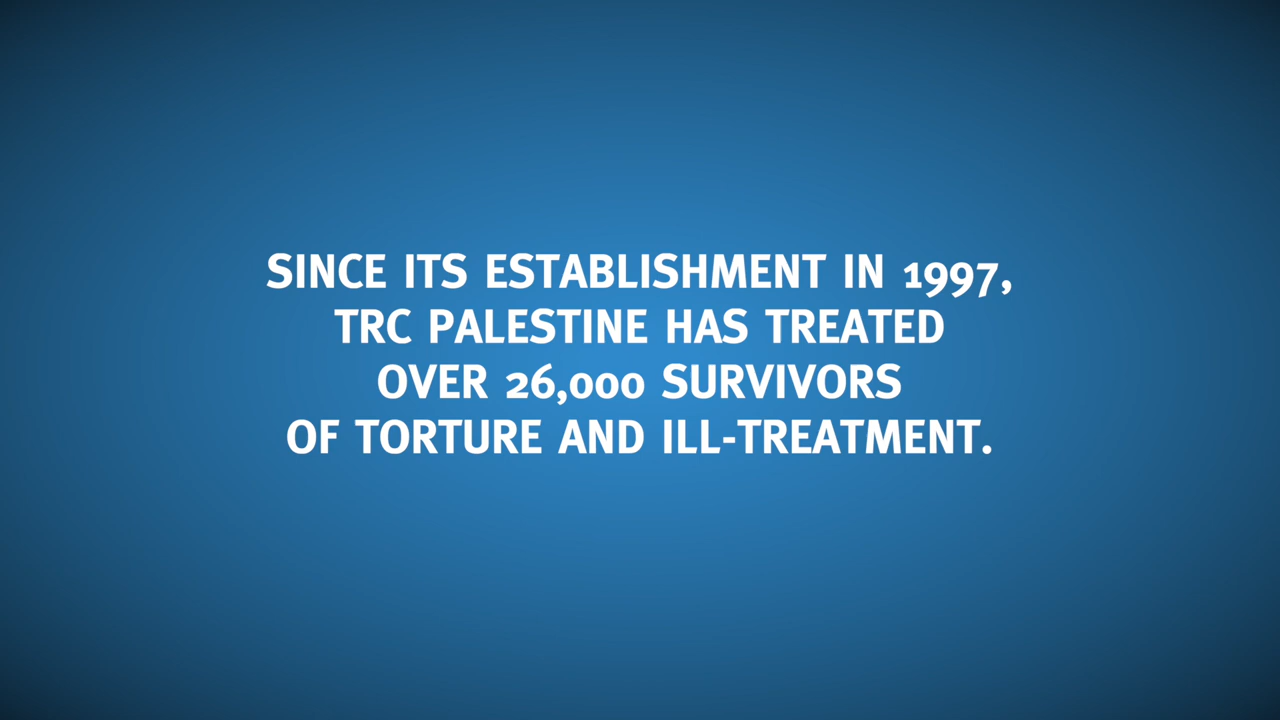 SINCE ITS ESTABLISHMENT IN 1997,
TRC PALESTINE HAS TREATED
OVER 26,000 SURVIVORS
OF TORTURE AND ILL-TREATMENT.